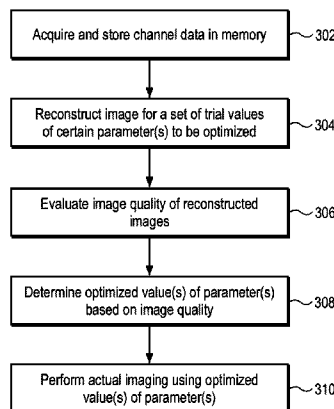 Acquire and store channel data in memory
302
Reconstruct image for a set of trial values
of certain parameter(s) to be optimized
304
Evaluate image quality of reconstructed
images
306
Determine optimized value(s) of parameter(s)
based on image quality
308
Perform actual imaging using optimized
value(s) of parameter(s)
310